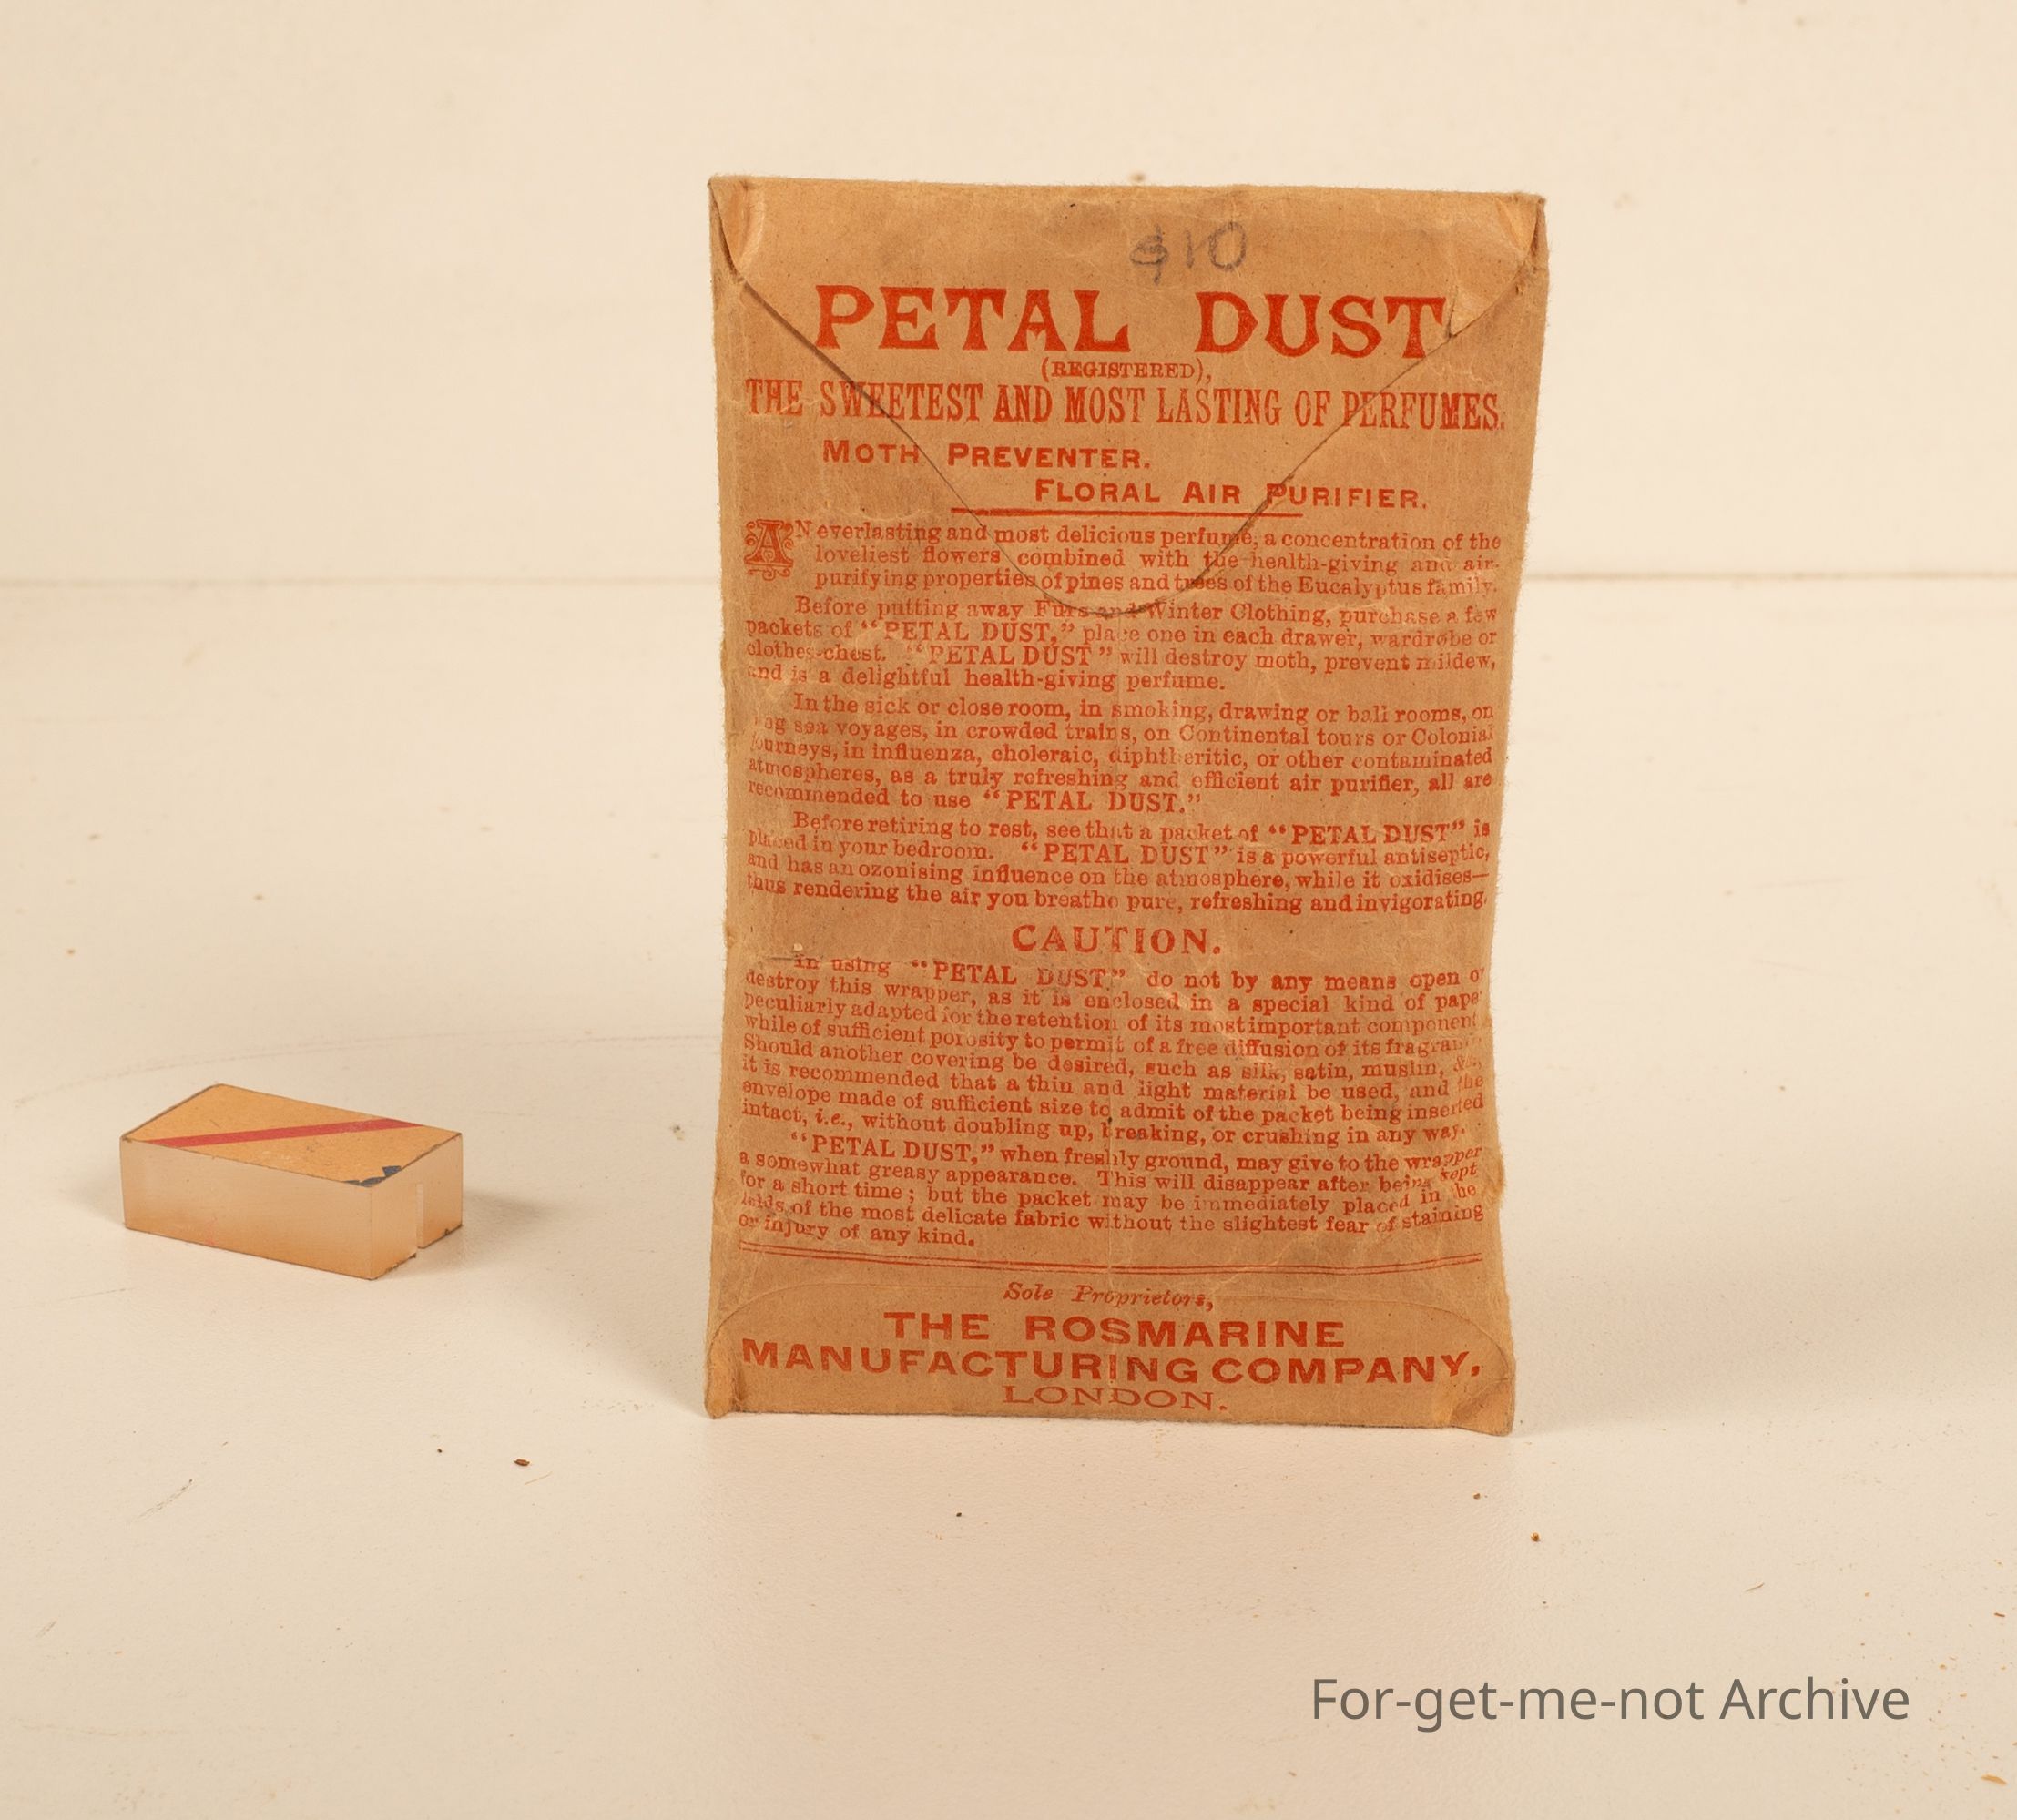 $10
PETAL DUST
(REGISTERED),
THE SWEETEST AND MOST LASTING OF PERFUMES.
MOTH PREVENTER.
FLORAL AIR PURIFIER.
AN everlasting and most delicious perfume, a concentration of the
loveliest flowers combined with the health-giving and air-
purifying properties of pines and trees of the Eucalyptus family.
Before putting away Furs and Winter Clothing, purchase a few
packets of “PETAL DUST,” place one in each drawer, wardrobe or
clothes-chest. “PETAL DUST” will destroy moth, prevent mildew,
and is a delightful health-giving perfume.
In the sick or close room, in smoking, drawing or ball rooms, on
long sea voyages, in crowded trains, on Continental tours or Colonial
journeys, in influenza, choleraic, diphtheritic, or other contaminated
atmospheres, as a truly refreshing and efficient air purifier, all are
recommended to use “PETAL DUST.”
Before retiring to rest, see that a packet of “PETAL DUST” is
placed in your bedroom. “PETAL DUST” is a powerful antiseptic,
and has an ozonising influence on the atmosphere, while it oxidises—
thus rendering the air you breathe pure, refreshing and invigorating.
CAUTION.
In using “PETAL DUST,” do not by any means open or
destroy this wrapper, as it is enclosed in a special kind of paper
peculiarly adapted for the retention of its most important component
while of sufficient porosity to permit of a free diffusion of its
Should another covering be desired, such as silk, satin, muslin, &c.,
it is recommended that a thin and light material be used, and the
envelope made of sufficient size to admit of the packet being inserted
intact, i.e., without doubling up, breaking, or crushing in any way.
“PETAL DUST,” when freshly ground, may give to the wrapper
a somewhat greasy appearance. This will disappear after being kept
for a short time; but the packet may be immediately placed in the
folds of the most delicate fabric without the slightest fear of staining
or injury of any kind.
Sole Proprietors,
THE ROSMARINE
MANUFACTURING COMPANY,
LONDON.
For-get-me-not Archive